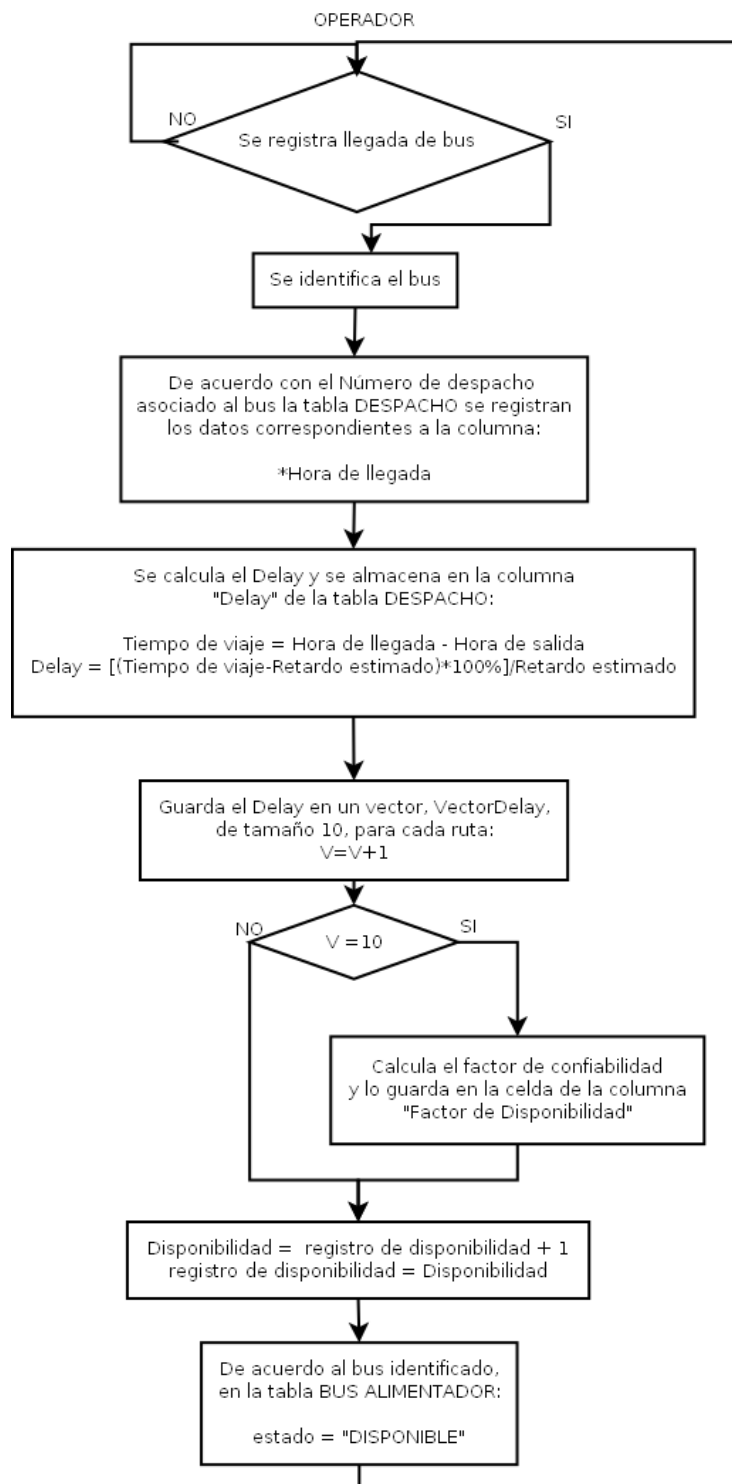 OPERADOR
NO
SI
Se registra llegada de bus
Se identifica el bus
De acuerdo con el Número de despacho
asociado al bus la tabla DESPACHO se registran
los datos correspondientes a la columna:
*Hora de llegada
Se calcula el Delay y se almacena en la columna
"Delay" de la tabla DESPACHO:
Tiempo de viaje = Hora de llegada - Hora de salida
Delay = [(Tiempo de viaje-Retardo estimado)*100%]/Retardo estimado
Guarda el Delay en un vector, VectorDelay,
de tamaño 10, para cada ruta:
V=V+1
NO
SI
V =10
Calcula el factor de confiabilidad
y lo guarda en la celda de la columna
"Factor de Disponibilidad"
Disponibilidad = registro de disponibilidad + 1
registro de disponibilidad = Disponibilidad
De acuerdo al bus identificado,
en la tabla BUS ALIMENTADOR:
estado = "DISPONIBLE"